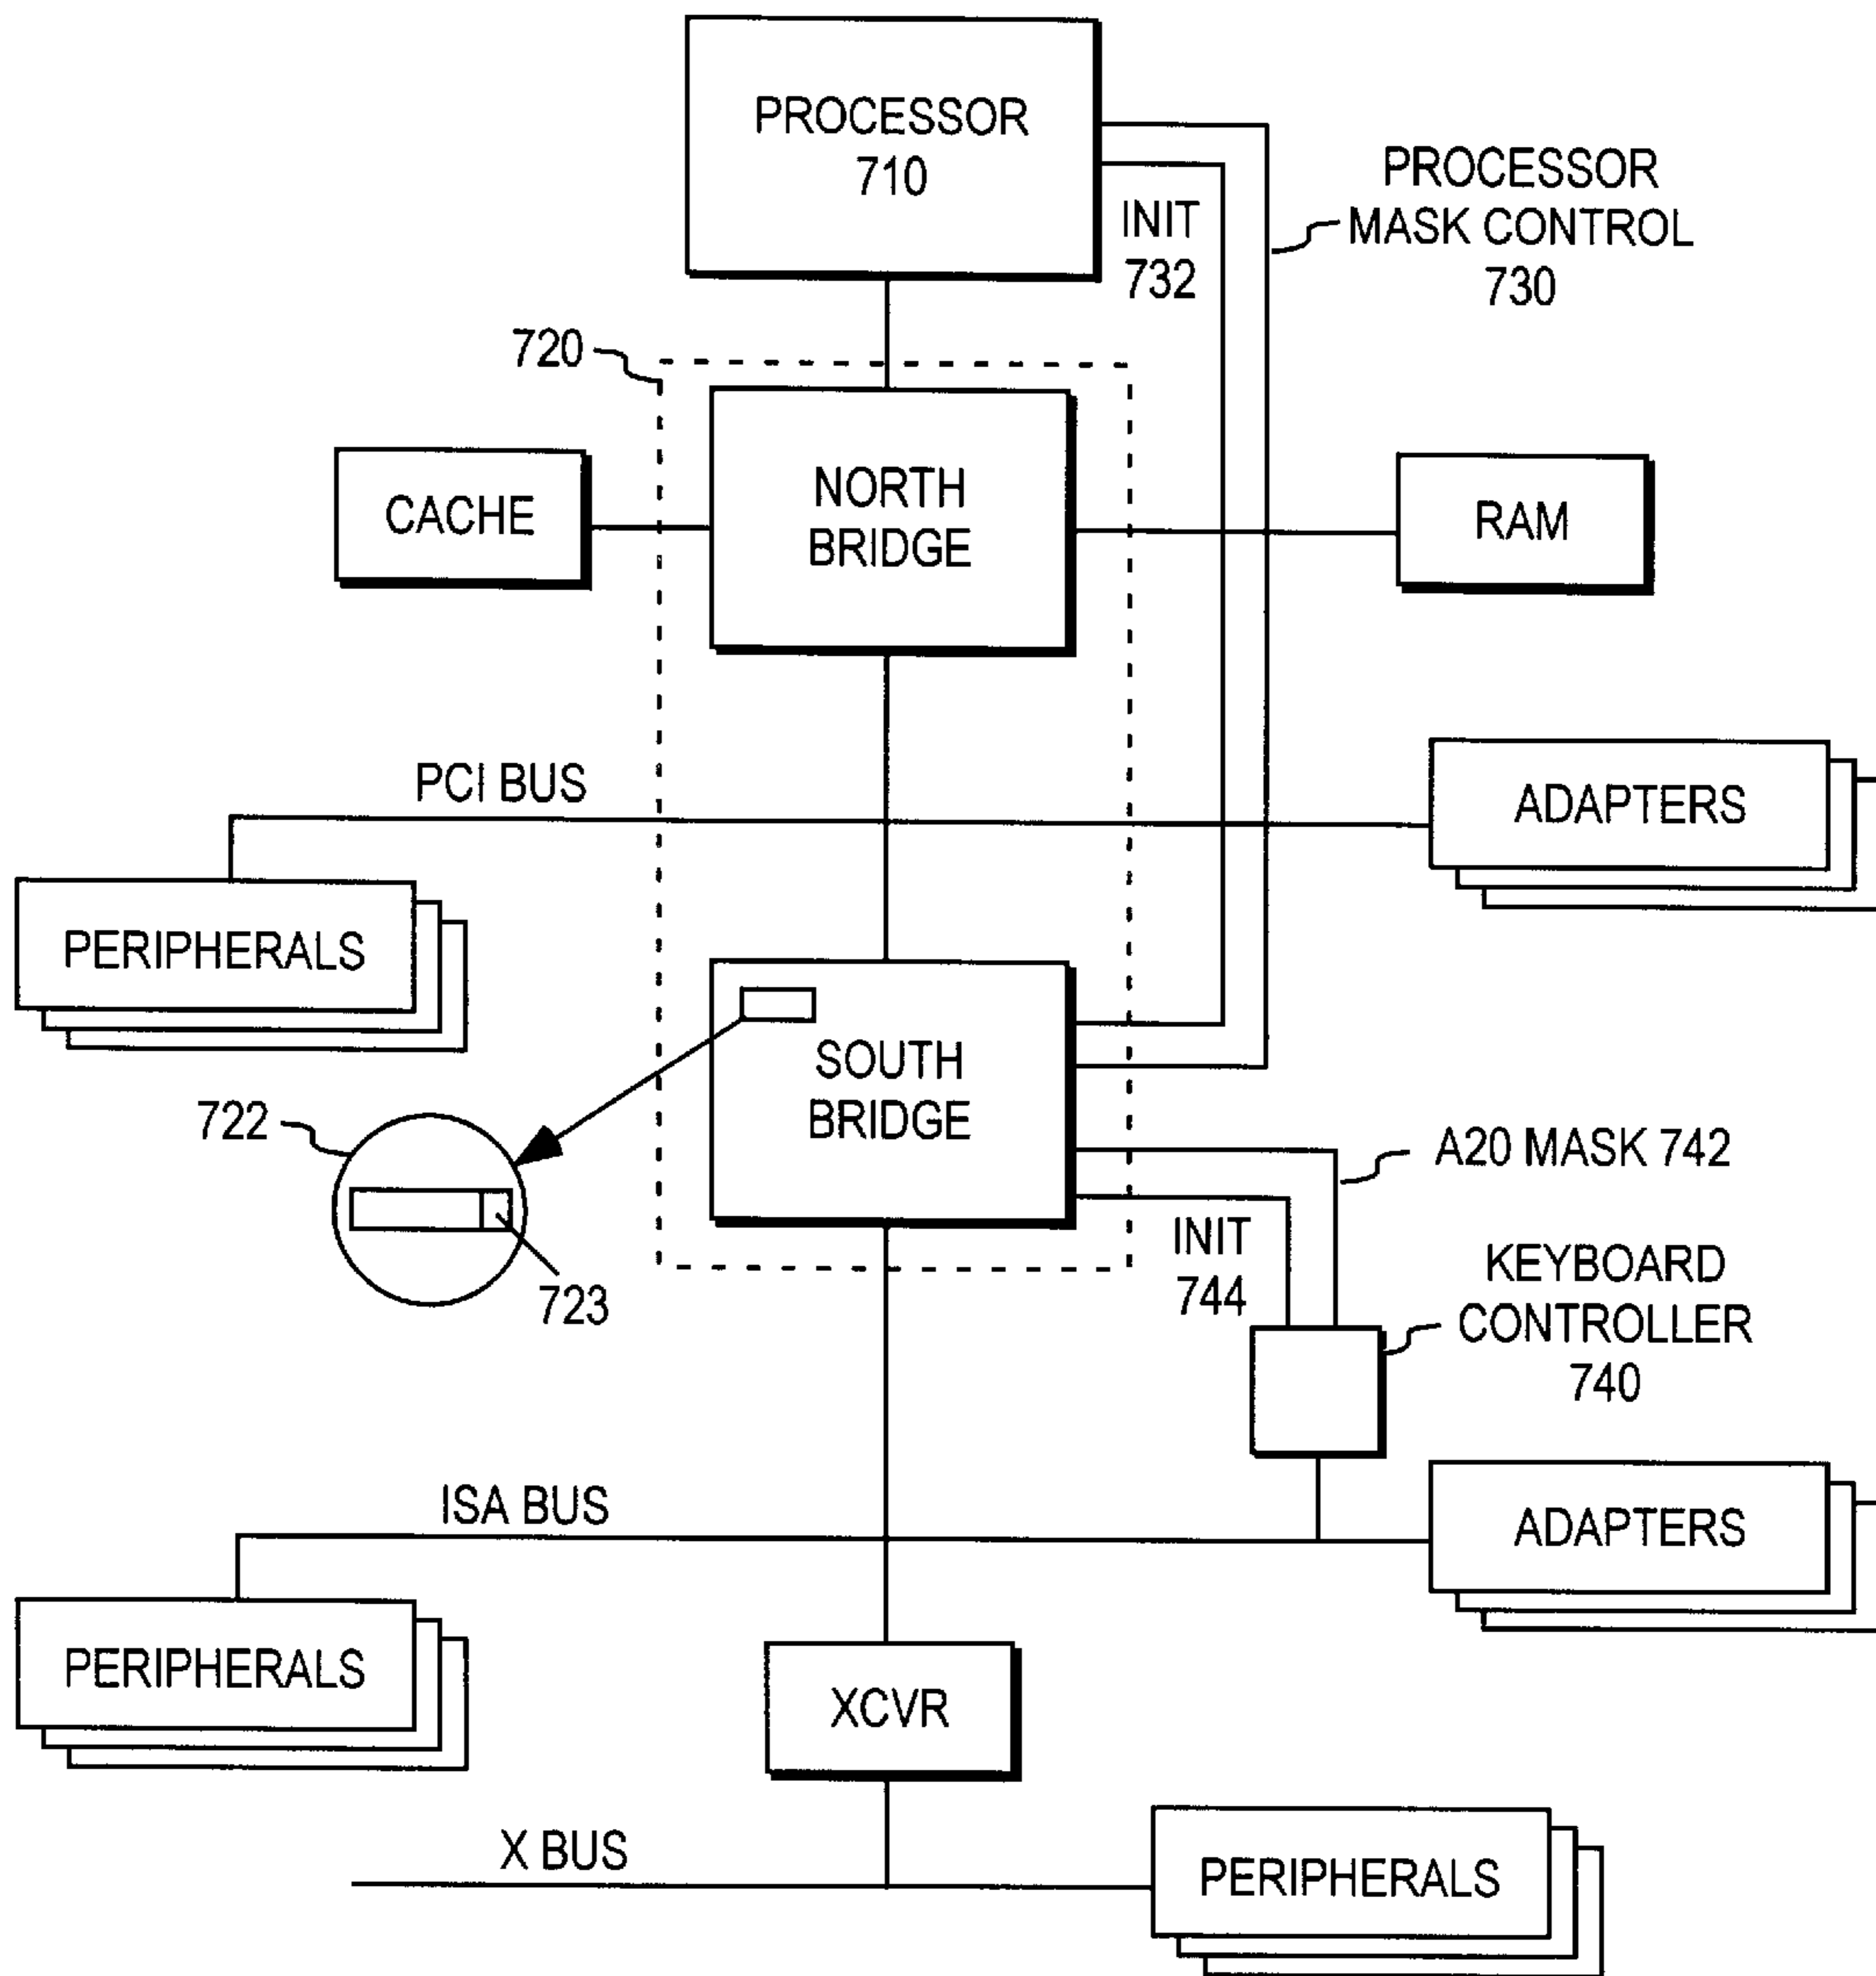 PROCESSOR
710
INIT
732
PROCESSOR
MASK CONTROL
730
720
NORTH
BRIDGE
CACHE
RAM
PCI BUS
ADAPTERS
PERIPHERALS
SOUTH
BRIDGE
722
723
A20 MASK 742
INIT
744
KEYBOARD
CONTROLLER
740
ISA BUS
ADAPTERS
PERIPHERALS
XCVR
X BUS
PERIPHERALS